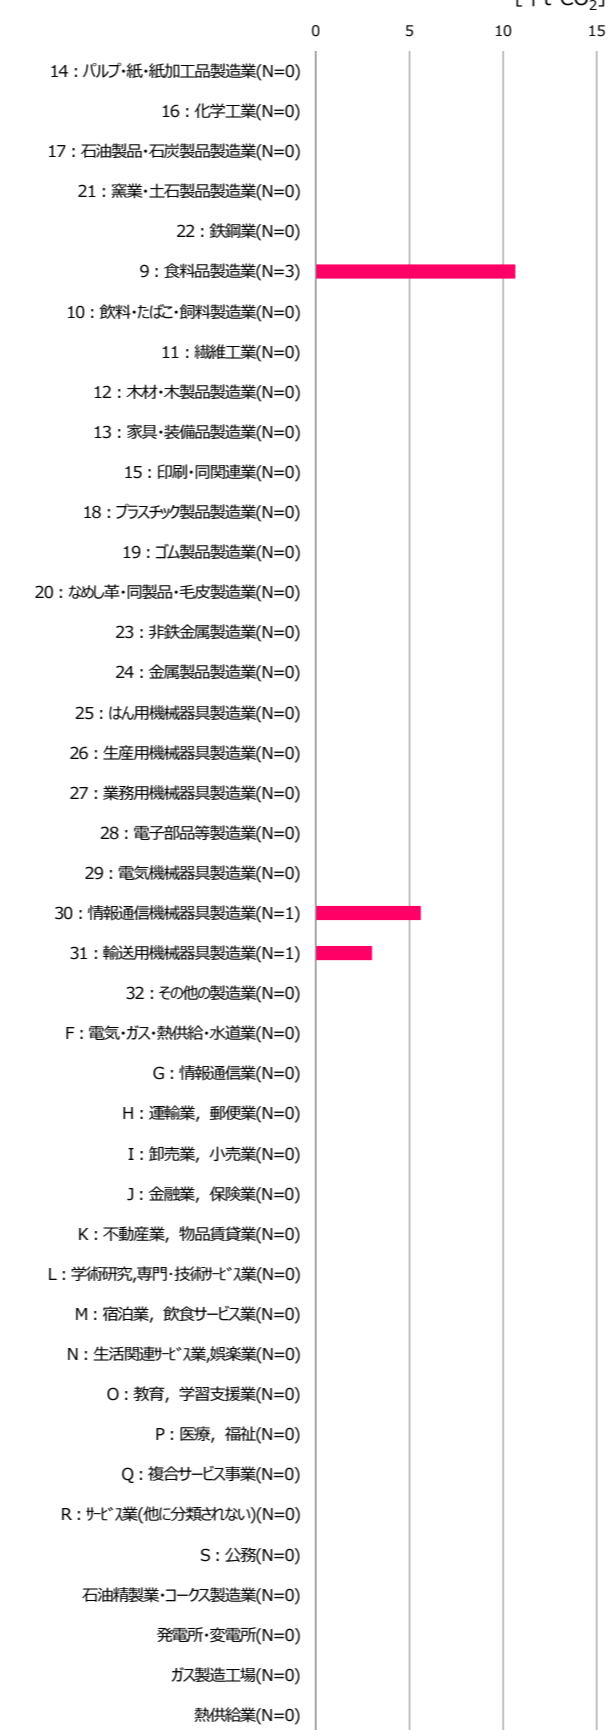 [千t-CO2]
0 5 10 15
14：パルプ・紙・紙加工品製造業(N=0)
16：化学工業(N=0)
17：石油製品・石炭製品製造業(N=0)
21：窯業・土石製品製造業(N=0)
22：鉄鋼業(N=0)
9：食料品製造業(N=3)
10：飲料・たばこ・飼料製造業(N=0)
11：繊維工業(N=0)
12：木材・木製品製造業(N=0)
13：家具・装備品製造業(N=0)
15：印刷・同関連業(N=0)
18：プラスチック製品製造業(N=0)
19：ゴム製品製造業(N=0)
20：なめし革・同製品・毛皮製造業(N=0)
23：非鉄金属製造業(N=0)
24：金属製品製造業(N=0)
25：はん用機械器具製造業(N=0)
26：生産用機械器具製造業(N=0)
27：業務用機械器具製造業(N=0)
28：電子部品等製造業(N=0)
29：電気機械器具製造業(N=0)
30：情報通信機械器具製造業(N=1)
31：輸送用機械器具製造業(N=1)
32：その他の製造業(N=0)
F：電気・ガス・熱供給・水道業(N=0)
G：情報通信業(N=0)
H：運輸業，郵便業(N=0)
I：卸売業，小売業(N=0)
J：金融業，保険業(N=0)
K：不動産業，物品賃貸業(N=0)
L：学術研究,専門・技術ｻｰﾋﾞｽ業(N=0)
M：宿泊業，飲食サービス業(N=0)
N：生活関連ｻｰﾋﾞｽ業,娯楽業(N=0)
O：教育，学習支援業(N=0)
P：医療，福祉(N=0)
Q：複合サービス事業(N=0)
R：ｻｰﾋﾞｽ業(他に分類されない)(N=0)
S：公務(N=0)
石油精製業・コークス製造業(N=0)
発電所・変電所(N=0)
ガス製造工場(N=0)
熱供給業(N=0)